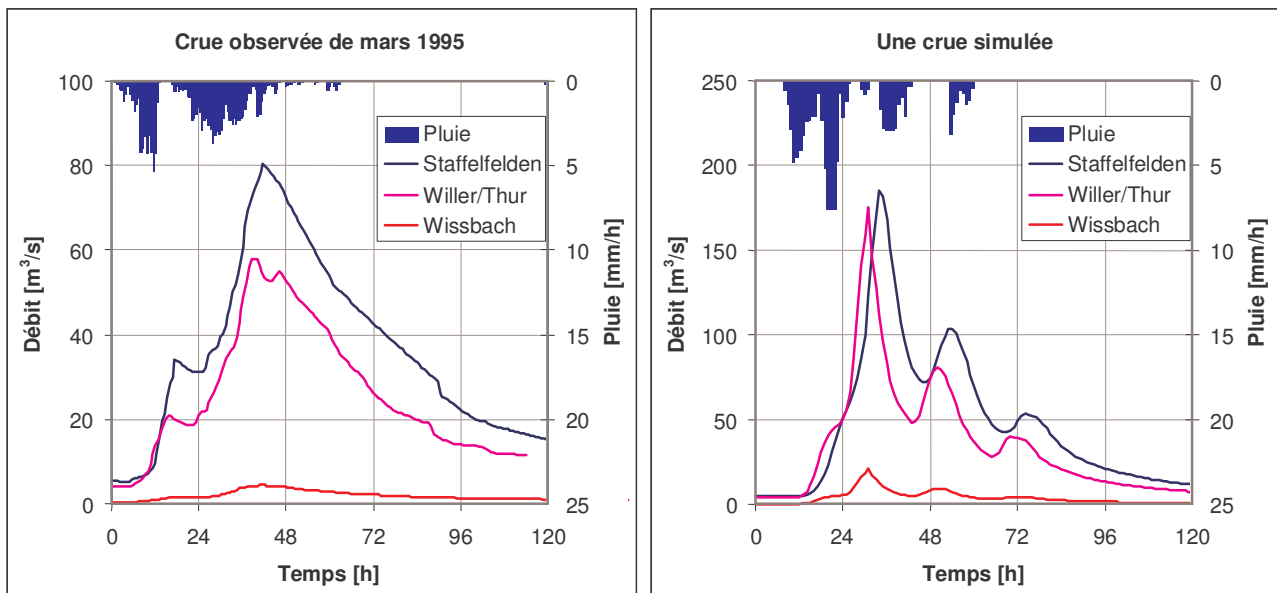 Crue observée de mars 1995
100
80
60
40
20
0
0
5
10
15
20
25
0 24 48 72 96 120
Débit [m³/s]
Pluie [mm/h]
Temps [h]
Pluie
Staffelfelden
Willer/Thur
Wissbach
Une crue simulée
250
200
150
100
50
0
0
5
10
15
20
25
0 24 48 72 96 120
Débit [m³/s]
Pluie [mm/h]
Temps [h]
Pluie
Staffelfelden
Willer/Thur
Wissbach